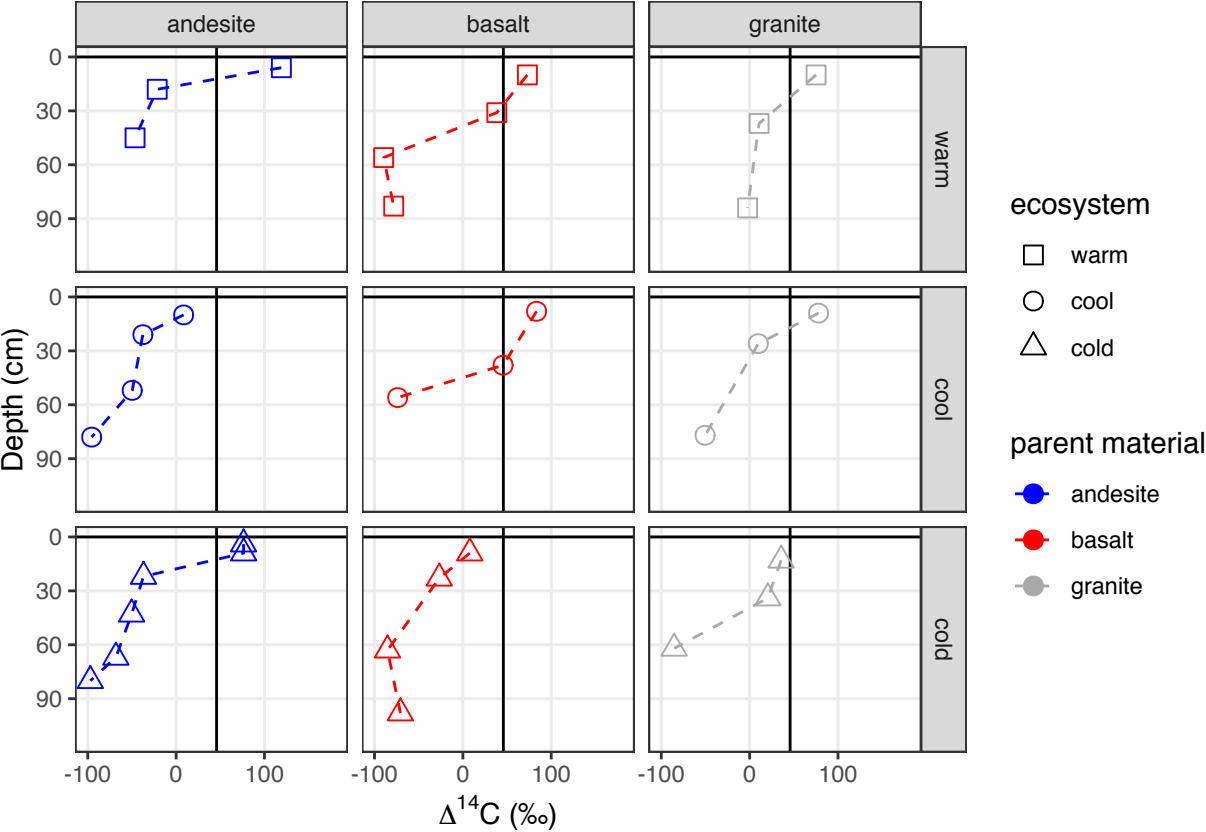 andesite basalt granite
0
30
60
90
warm
0
30
60
90
cool
0
30
60
90
cold
-100 0 100 -100 0 100 -100 0 100
Depth (cm)
Δ¹⁴C (‰)
ecosystem
warm
cool
cold
parent material
andesite
basalt
granite